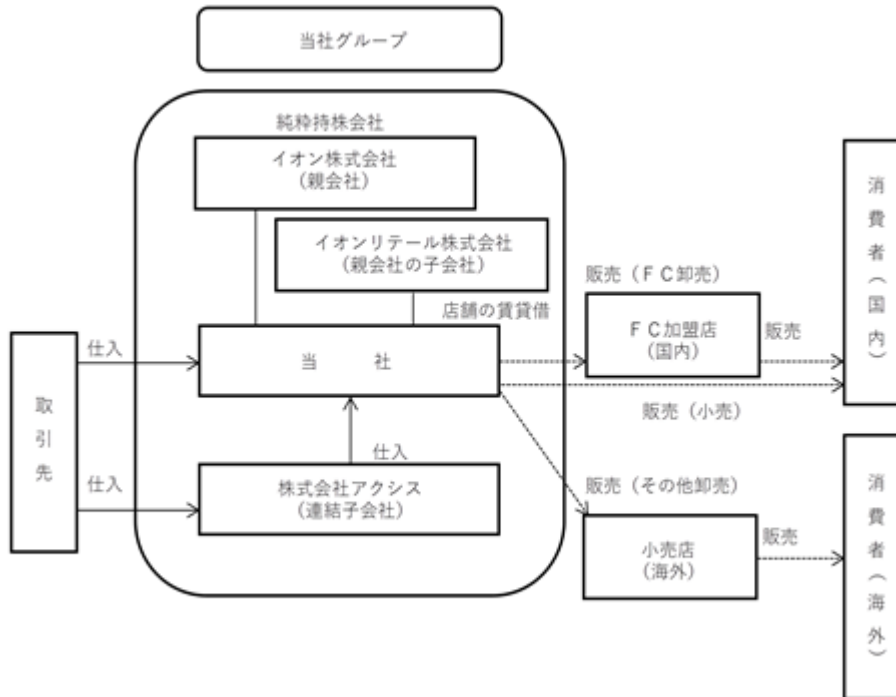 当社グループ
純粋持株会社
イオン株式会社
(親会社)
イオンリテール株式会社
(親会社の子会社)
店舗の賃貸借
当 社
仕入
取引先
仕入
仕入
株式会社アクシス
(連結子会社)
販売(FC卸売)
FC加盟店
(国内)
販売
販売(小売)
消費者(国内)
販売(その他卸売)
小売店
(海外)
販売
消費者(海外)